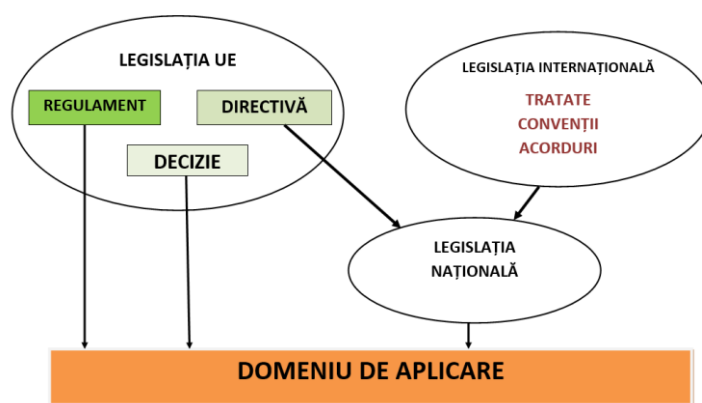 LEGISLAȚIA UE
REGULAMENT
DIRECTIVĂ
DECIZIE
LEGISLAȚIA INTERNAȚIONALĂ
TRATATE
CONVENȚII
ACORDURI
LEGISLAȚIA
NAȚIONALĂ
DOMENIU DE APLICARE